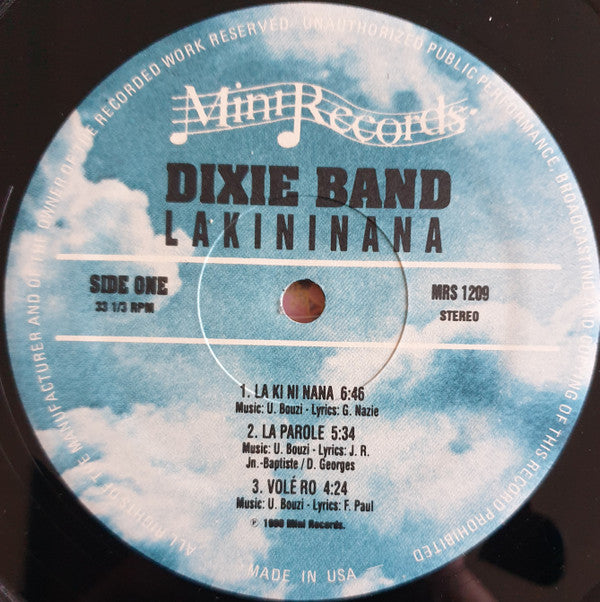 ALL RIGHTS OF THE MANUFACTURER AND OF THE OWNER OF THE RECORDED WORK RESERVED. UNAUTHORIZED PUBLIC PERFORMANCE, BROADCASTING AND COPYING OF THIS RECORD PROHIBITED
Mini Records
DIXIE BAND
LAKININANA
SIDE ONE
33 1/3 RPM
MRS 1209
STEREO
1. LA KI NI NANA 6:46
Music: U. Bouzi - Lyrics: G. Nazie
2. LA PAROLE 5:34
Music: U. Bouzi - Lyrics: J. R.
Jn.-Baptiste / D. Georges
3. VOLÉ RO 4:24
Music: U. Bouzi - Lyrics: F. Paul
℗ Mini Records.
MADE IN USA